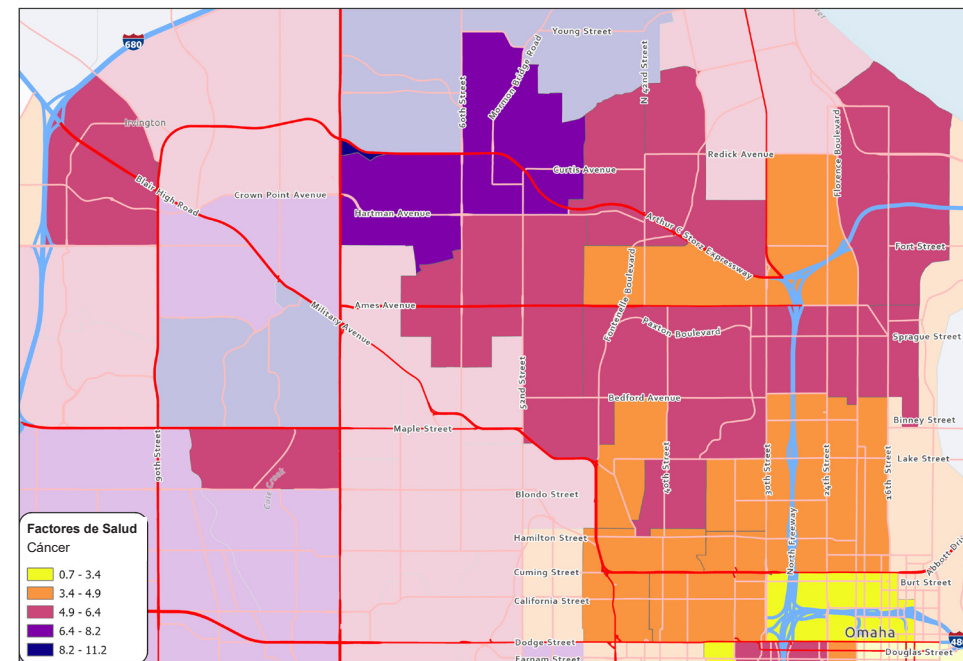 680
Young Street
Mormon Bridge Road
60th Street
N 42nd Street
Irvington
Redick Avenue
Florence Boulevard
Curtis Avenue
Blair High Road
Crown Point Avenue
Hartman Avenue
Arthur C Storz Expressway
Fort Street
Fontenelle Boulevard
Ames Avenue
Military Avenue
Paxton Boulevard
Sprague Street
52nd Street
Bedford Avenue
Binney Street
Maple Street
90th Street
40th Street
30th Street
24th Street
16th Street
Lake Street
Cole Creek
Blondo Street
Hamilton Street
North Freeway
Cuming Street
Abbott Dri
Burt Street
California Street
Omaha
480
Dodge Street
Douglas Street
Farnam Street
Factores de Salud
Cáncer
0.7 - 3.4
3.4 - 4.9
4.9 - 6.4
6.4 - 8.2
8.2 - 11.2